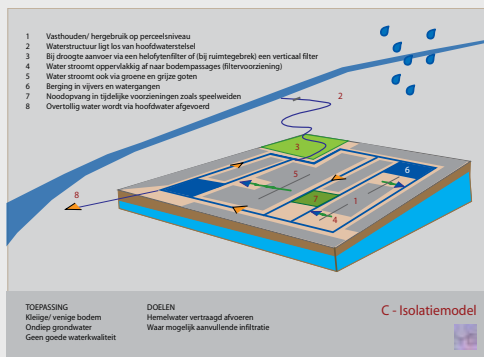 1 Vasthouden/ hergebruik op perceelsniveau
2 Waterstructuur ligt los van hoofdwaterstelsel
3 Bij droogte aanvoer via een helofytenfilter of (bij ruimtegebrek) een verticaal filter
4 Water stroomt oppervlakkig af naar bodempassages (filtervoorziening)
5 Water stroomt ook via groene en grijze goten
6 Berging in vijvers en watergangen
7 Noodopvang in tijdelijke voorzieningen zoals speelweiden
8 Overtollig water wordt via hoofdwater afgevoerd
2
3
5
6
8
7
1
4
TOEPASSING
Kleiige/ venige bodem
Ondiep grondwater
Geen goede waterkwaliteit
DOELEN
Hemelwater vertraagd afvoeren
Waar mogelijk aanvullende infiltratie
C - Isolatiemodel